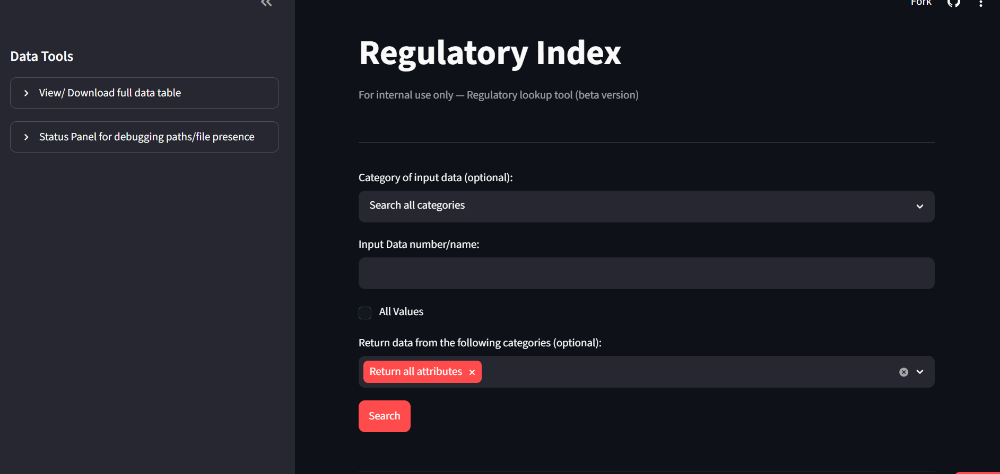 Fork
Data Tools
View/ Download full data table
Status Panel for debugging paths/file presence
Regulatory Index
For internal use only — Regulatory lookup tool (beta version)
Category of input data (optional):
Search all categories
Input Data number/name:
All Values
Return data from the following categories (optional):
Return all attributes
Search